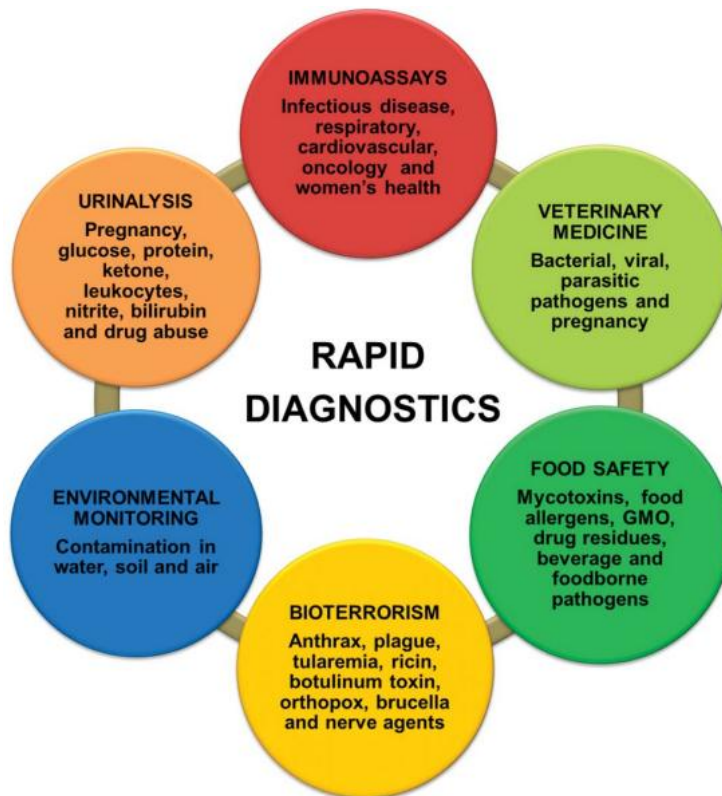 IMMUNOASSAYS
Infectious disease,
respiratory,
cardiovascular,
oncology and
women's health
VETERINARY
MEDICINE
Bacterial, viral,
parasitic
pathogens and
pregnancy
FOOD SAFETY
Mycotoxins, food
allergens, GMO,
drug residues,
beverage and
foodborne
pathogens
BIOTERRORISM
Anthrax, plague,
tularemia, ricin,
botulinum toxin,
orthopox, brucella
and nerve agents
ENVIRONMENTAL
MONITORING
Contamination in
water, soil and air
URINALYSIS
Pregnancy,
glucose, protein,
ketone,
leukocytes,
nitrite, bilirubin
and drug abuse
RAPID
DIAGNOSTICS